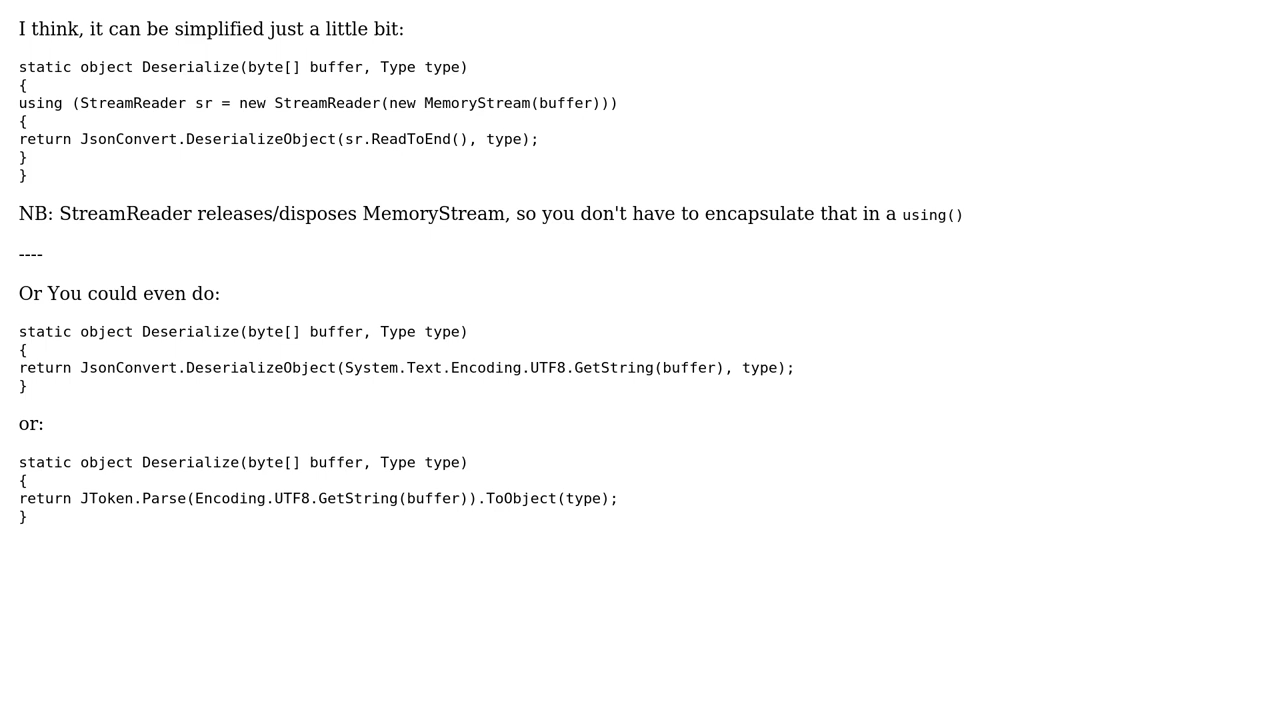 I think, it can be simplified just a little bit:
static object Deserialize(byte[] buffer, Type type)
{
using (StreamReader sr = new StreamReader(new MemoryStream(buffer)))
{
return JsonConvert.DeserializeObject(sr.ReadToEnd(), type);
}
}
NB: StreamReader releases/disposes MemoryStream, so you don't have to encapsulate that in a using()
----
Or You could even do:
static object Deserialize(byte[] buffer, Type type)
{
return JsonConvert.DeserializeObject(System.Text.Encoding.UTF8.GetString(buffer), type);
}
or:
static object Deserialize(byte[] buffer, Type type)
{
return JToken.Parse(Encoding.UTF8.GetString(buffer)).ToObject(type);
}